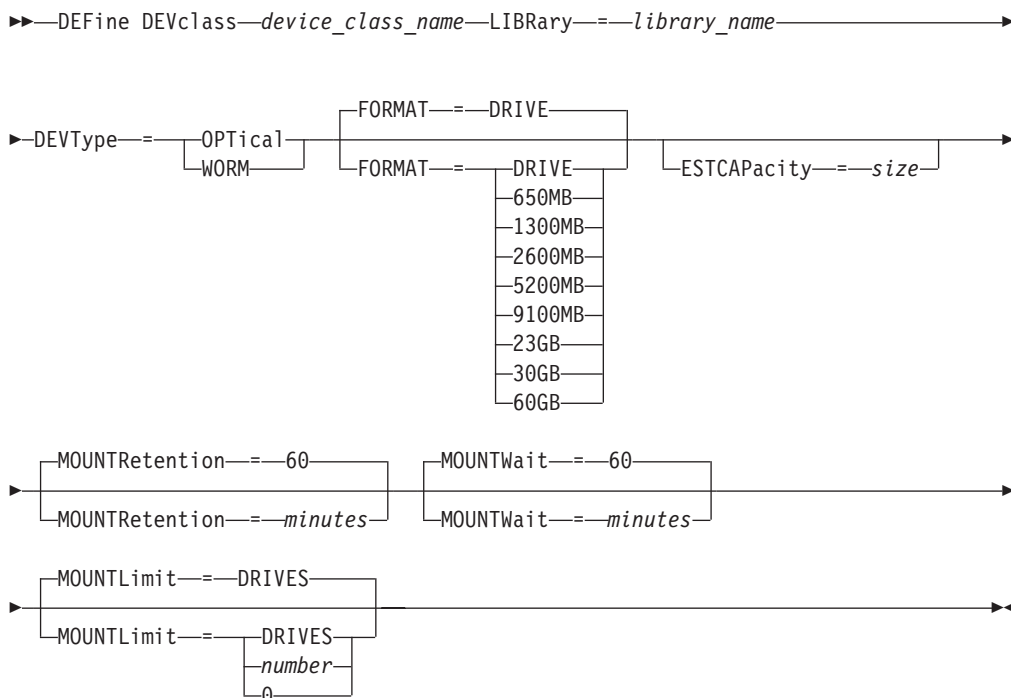 DEFine DEVclass device_class_name LIBRary = library_name
FORMAT = DRIVE
DEVType = OPTical
WORM
FORMAT = DRIVE
650MB
1300MB
2600MB
5200MB
9100MB
23GB
30GB
60GB
ESTCAPacity = size
MOUNTRetention = 60
MOUNTRetention = minutes
MOUNTWait = 60
MOUNTWait = minutes
MOUNTLimit = DRIVES
MOUNTLimit = DRIVES
number
0